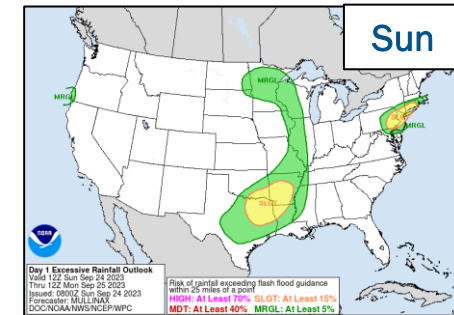 Sun
MRGL
MRGL
SLGT
MRGL
SLGT
NOAA
Day 1 Excessive Rainfall Outlook
Valid 12Z Sun Sep 24 2023
Thru 12Z Mon Sep 25 2023
Issued: 0800Z Sun Sep 24 2023
Forecaster: MULLINAX
DOC/NOAA/NWS/NCEP/WPC
Risk of rainfall exceeding flash flood guidance
within 25 miles of a point
HIGH: At Least 70% SLGT: At Least 15%
MDT: At Least 40% MRGL: At Least 5%